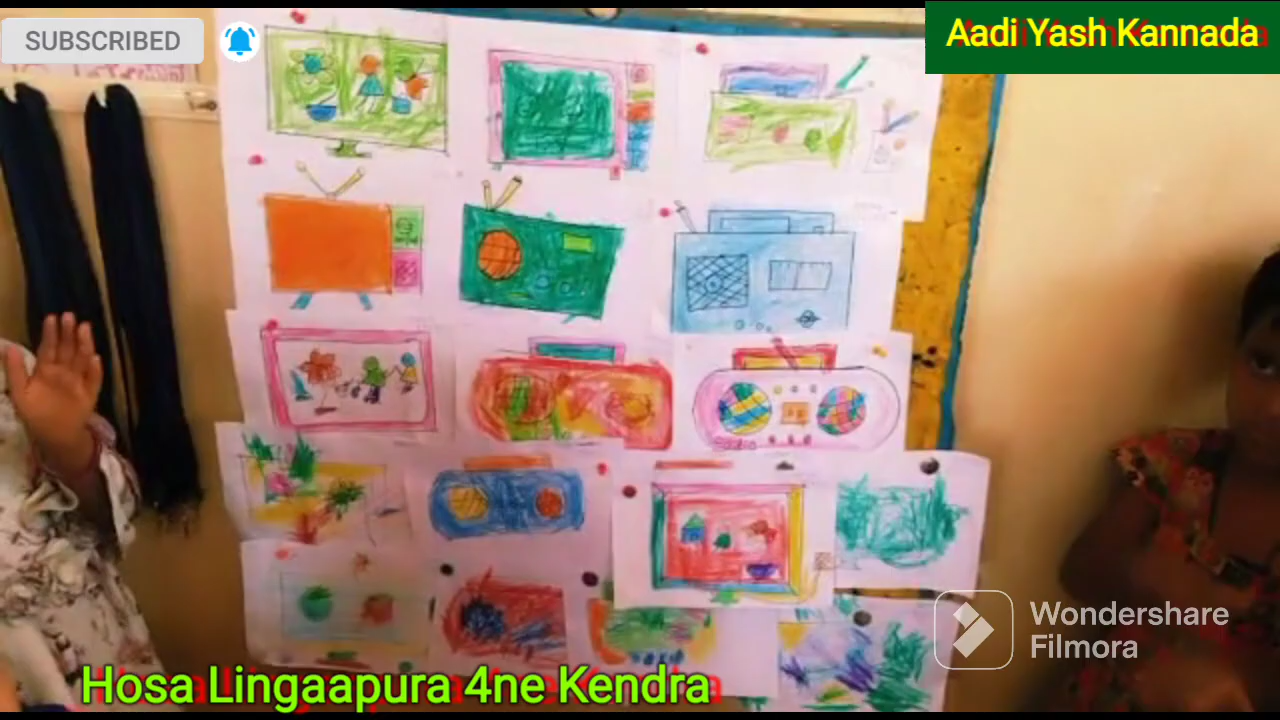 SUBSCRIBED
Aadi Yash Kannada
Hosa Lingaapura 4ne Kendra
Wondershare
Filmora